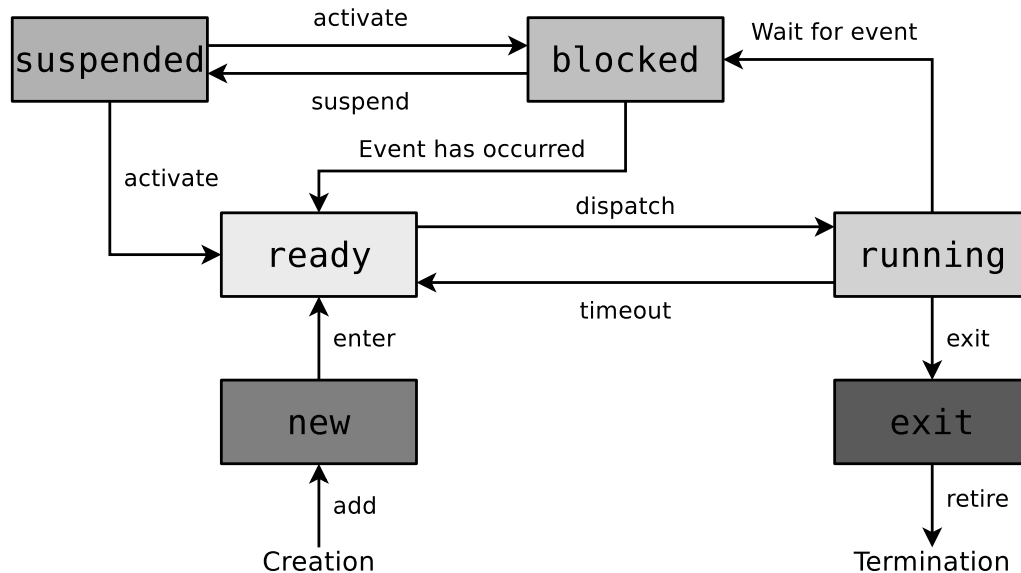 activate
Wait for event
suspended
blocked
suspend
Event has occurred
activate
dispatch
ready
running
timeout
enter
exit
new
exit
add
retire
Creation
Termination